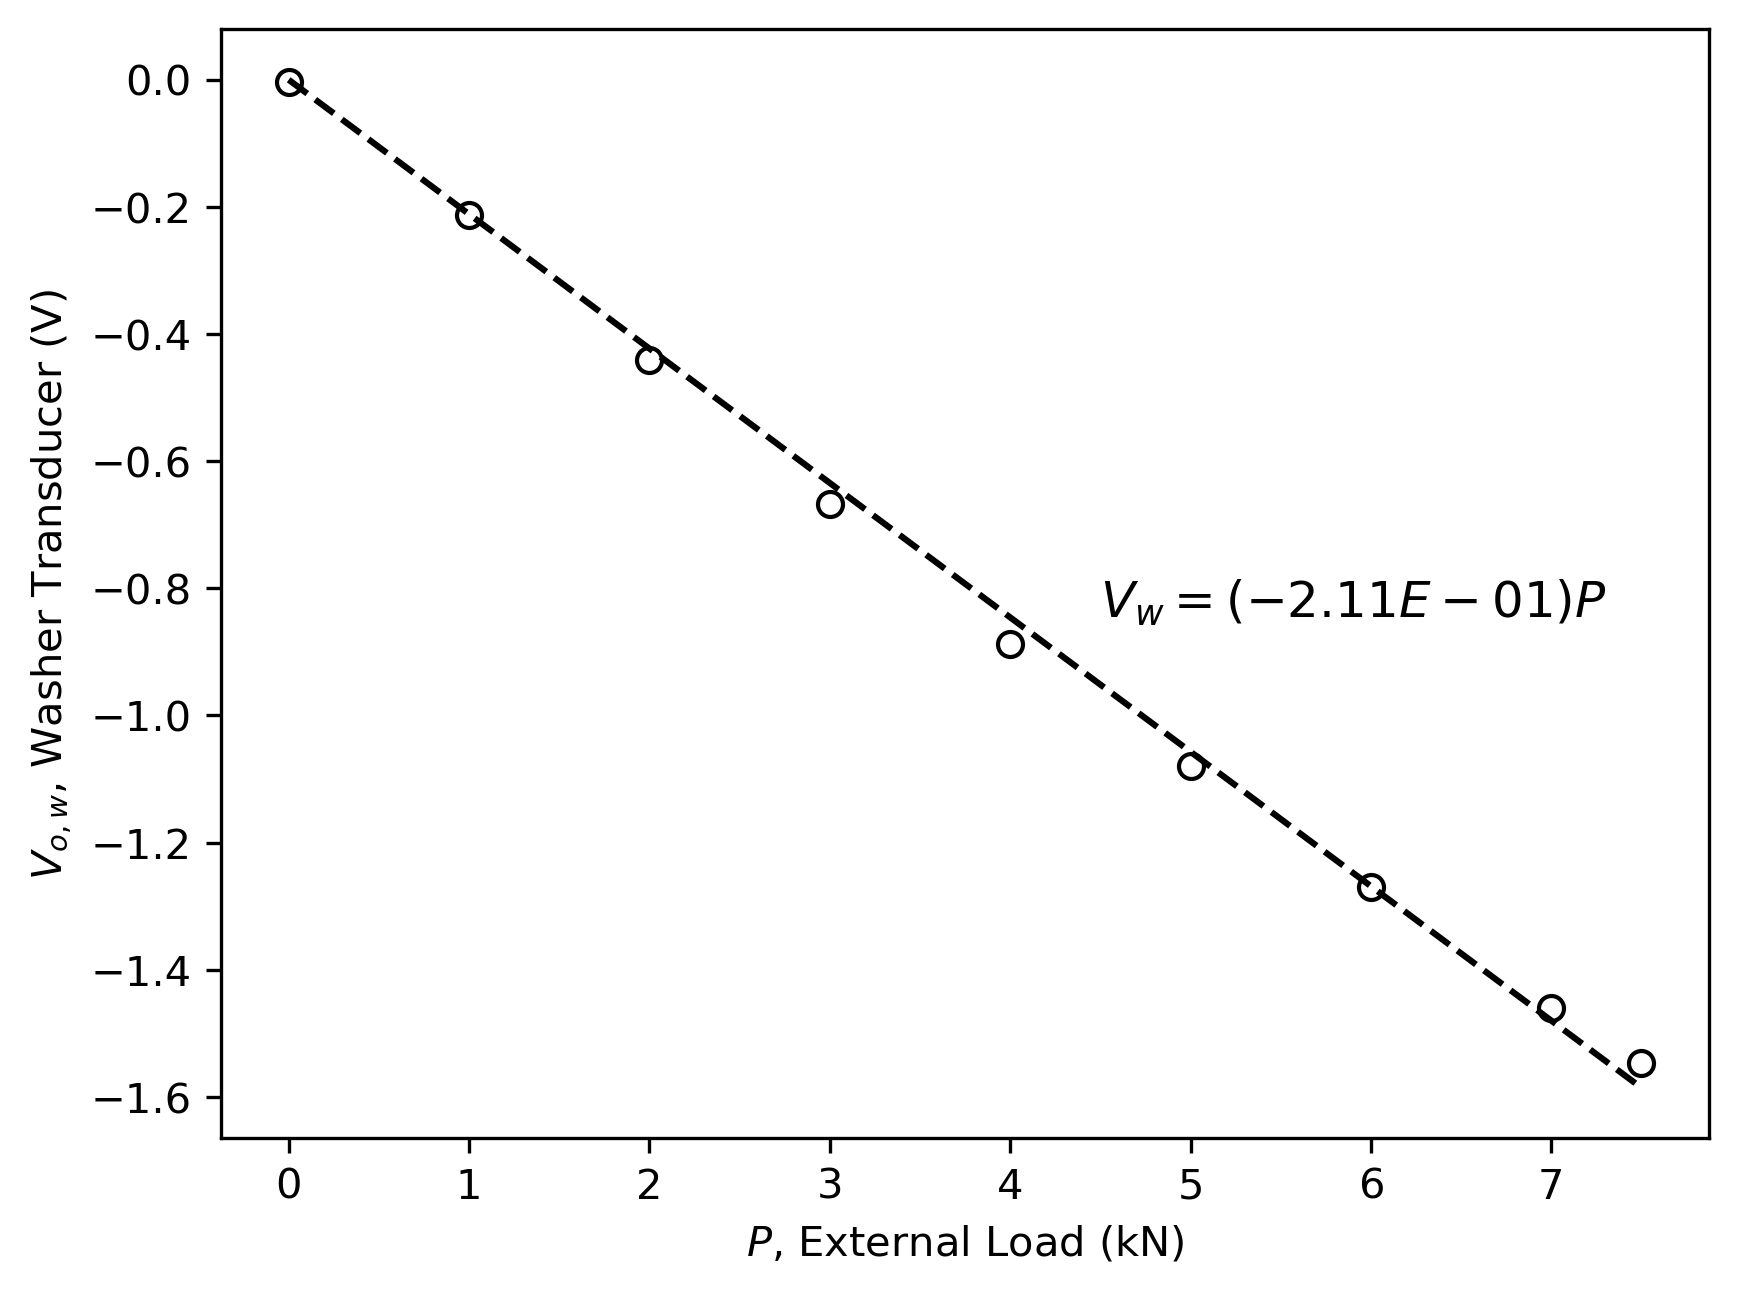 0.0
−0.2
−0.4
−0.6
−0.8
−1.0
−1.2
−1.4
−1.6
V_{o,w}, Washer Transducer (V)
V_w = (−2.11E − 01)P
0 1 2 3 4 5 6 7
P, External Load (kN)